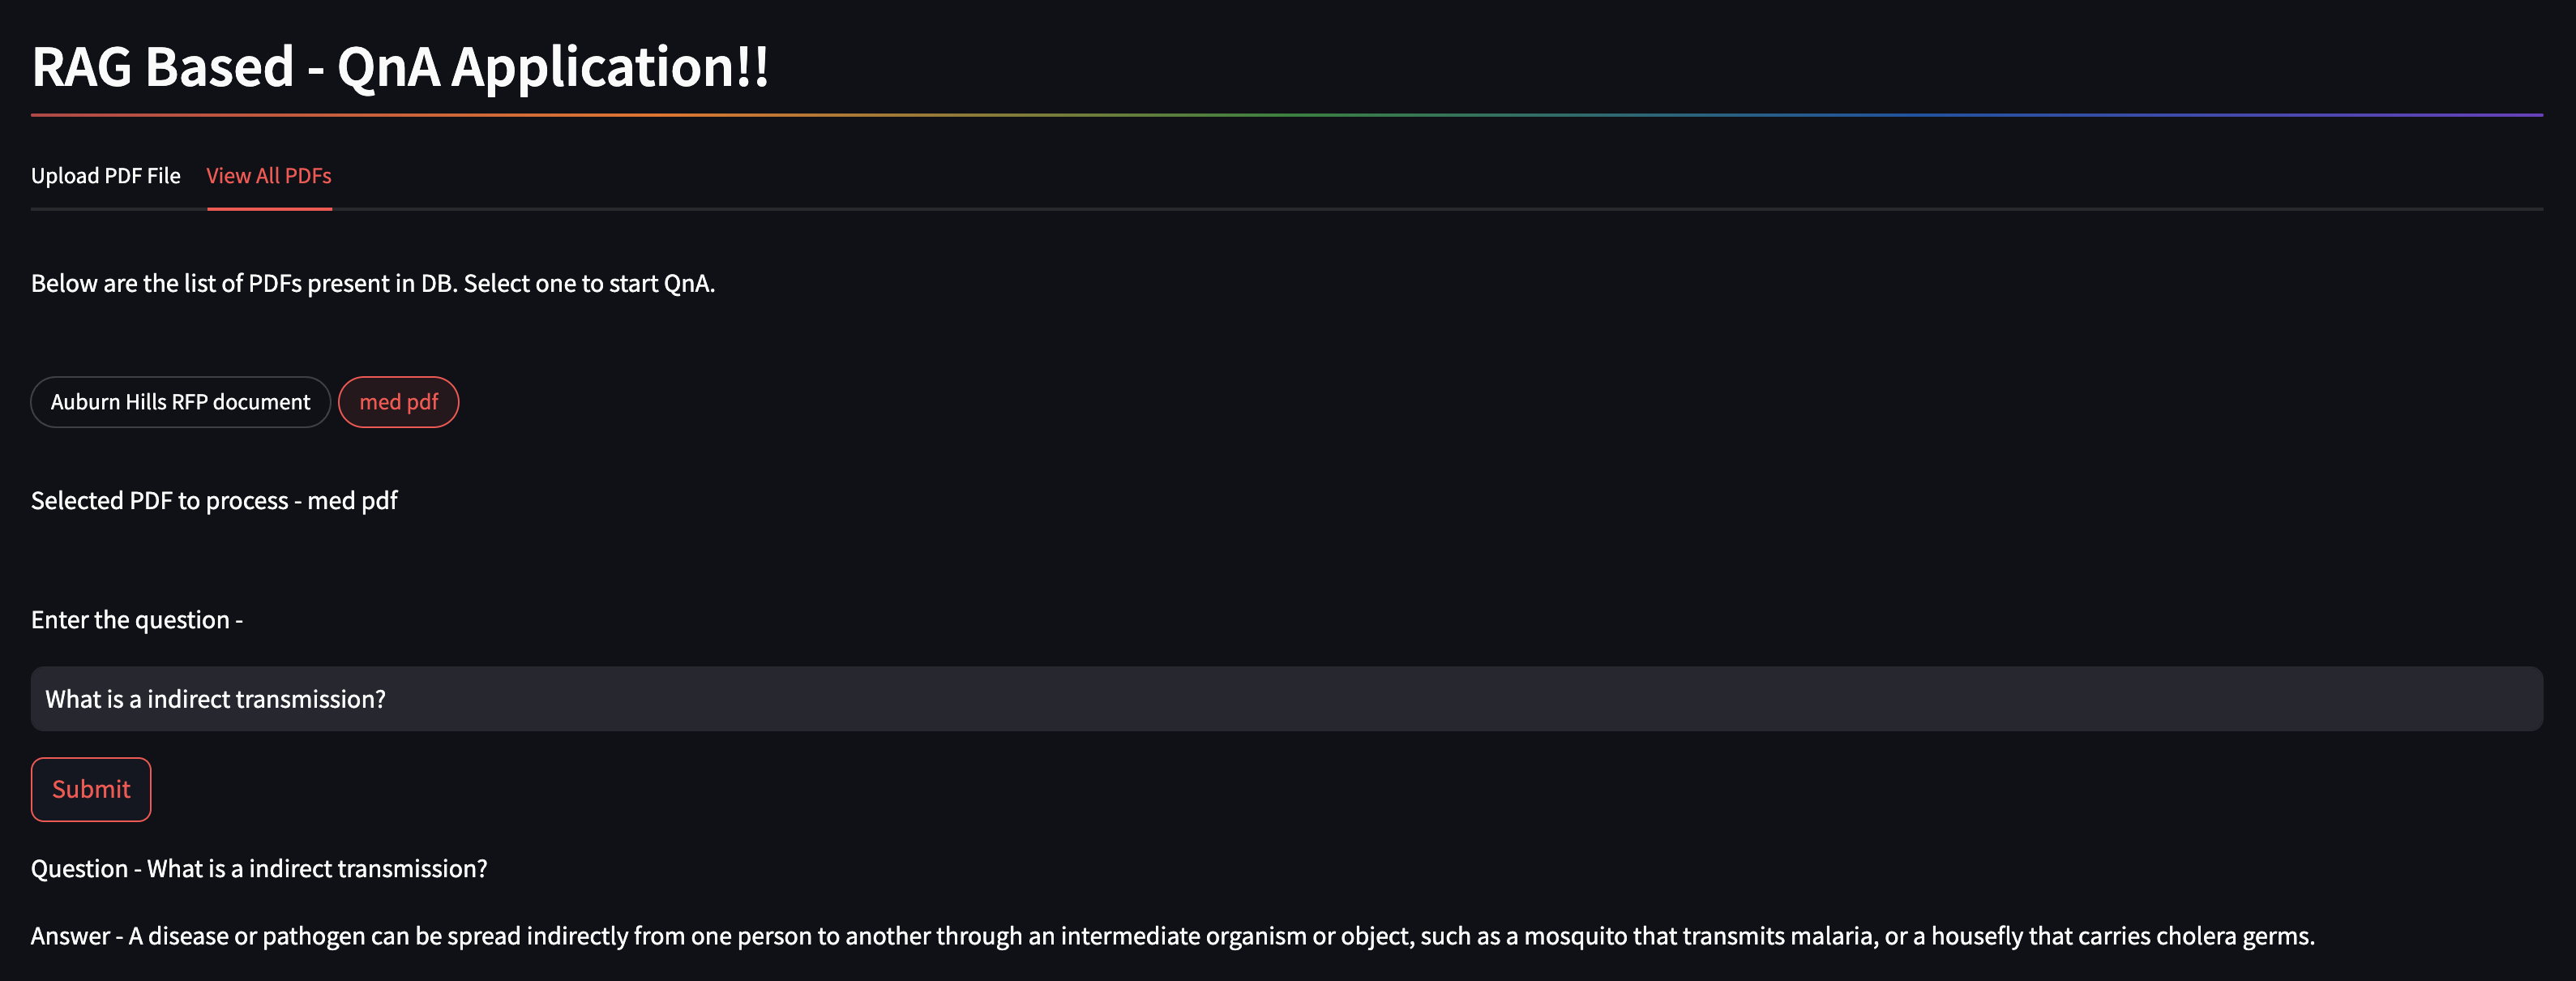 RAG Based - QnA Application!!
Upload PDF File View All PDFs
Below are the list of PDFs present in DB. Select one to start QnA.
Auburn Hills RFP document med pdf
Selected PDF to process - med pdf
Enter the question -
What is a indirect transmission?
Submit
Question - What is a indirect transmission?
Answer - A disease or pathogen can be spread indirectly from one person to another through an intermediate organism or object, such as a mosquito that transmits malaria, or a housefly that carries cholera germs.